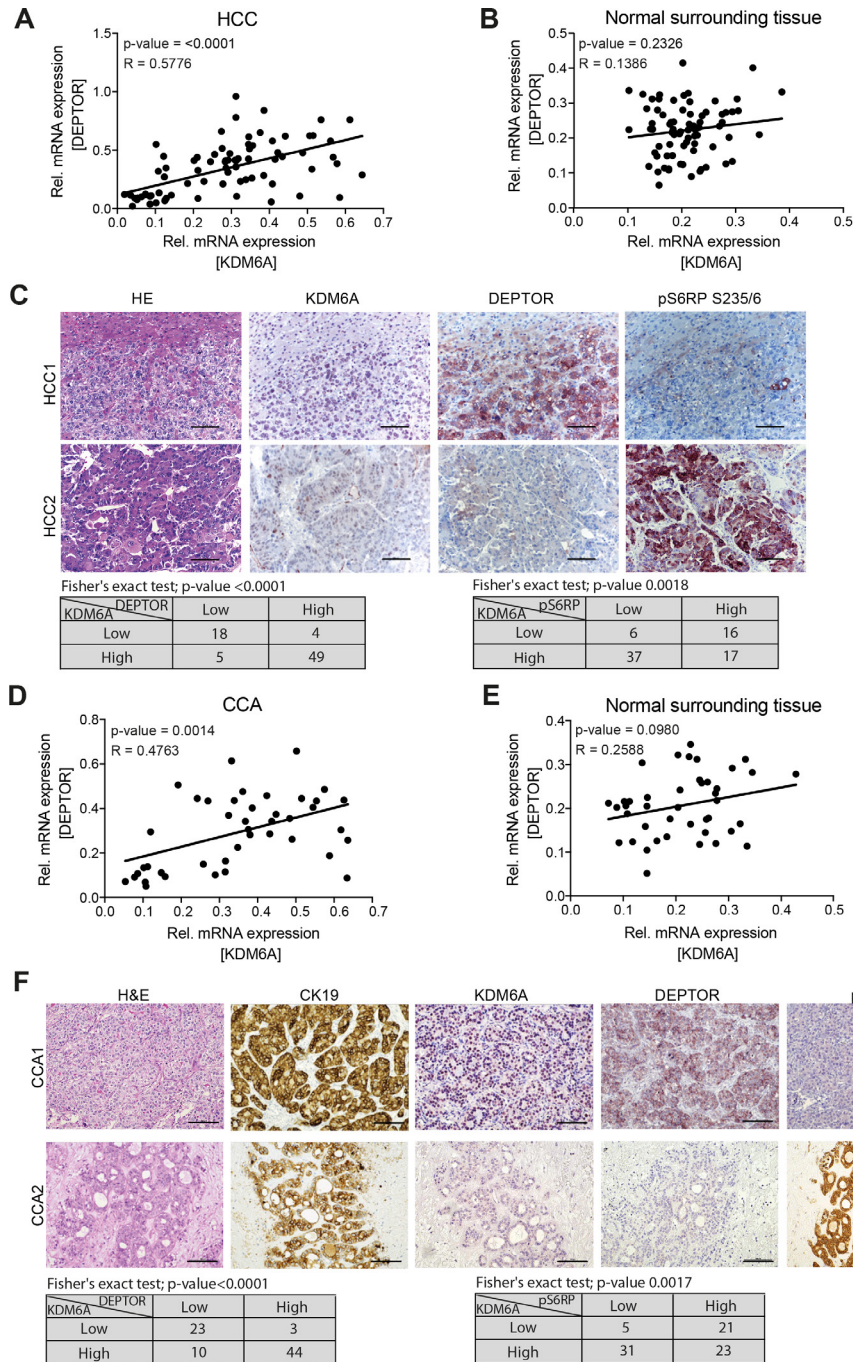 A
HCC
p-value = <0.0001
R = 0.5776
Rel. mRNA expression
[DEPTOR]
1.5
1.0
0.5
0.0
0.0 0.1 0.2 0.3 0.4 0.5 0.6 0.7
Rel. mRNA expression
[KDM6A]
B
Normal surrounding tissue
p-value = 0.2326
R = 0.1386
Rel. mRNA expression
[DEPTOR]
0.5
0.4
0.3
0.2
0.1
0.0
0.0 0.1 0.2 0.3 0.4 0.5
Rel. mRNA expression
[KDM6A]
C
HE KDM6A DEPTOR pS6RP S235/6
HCC1
HCC2
Fisher's exact test; p-value <0.0001
DEPTOR
KDM6A
Low High
Low 18 4
High 5 49
Fisher's exact test; p-value 0.0018
pS6RP
KDM6A
Low High
Low 6 16
High 37 17
D
CCA
p-value = 0.0014
R = 0.4763
Rel. mRNA expression
[DEPTOR]
0.8
0.6
0.4
0.2
0.0
0.0 0.1 0.2 0.3 0.4 0.5 0.6 0.7
Rel. mRNA expression
[KDM6A]
E
Normal surrounding tissue
p-value = 0.0980
R = 0.2588
Rel. mRNA expression
[DEPTOR]
0.4
0.3
0.2
0.1
0.0
0.0 0.1 0.2 0.3 0.4 0.5
Rel. mRNA expression
[KDM6A]
F
H&E CK19 KDM6A DEPTOR
CCA1
CCA2
Fisher's exact test; p-value<0.0001
DEPTOR
KDM6A
Low High
Low 23 3
High 10 44
Fisher's exact test; p-value 0.0017
pS6RP
KDM6A
Low High
Low 5 21
High 31 23